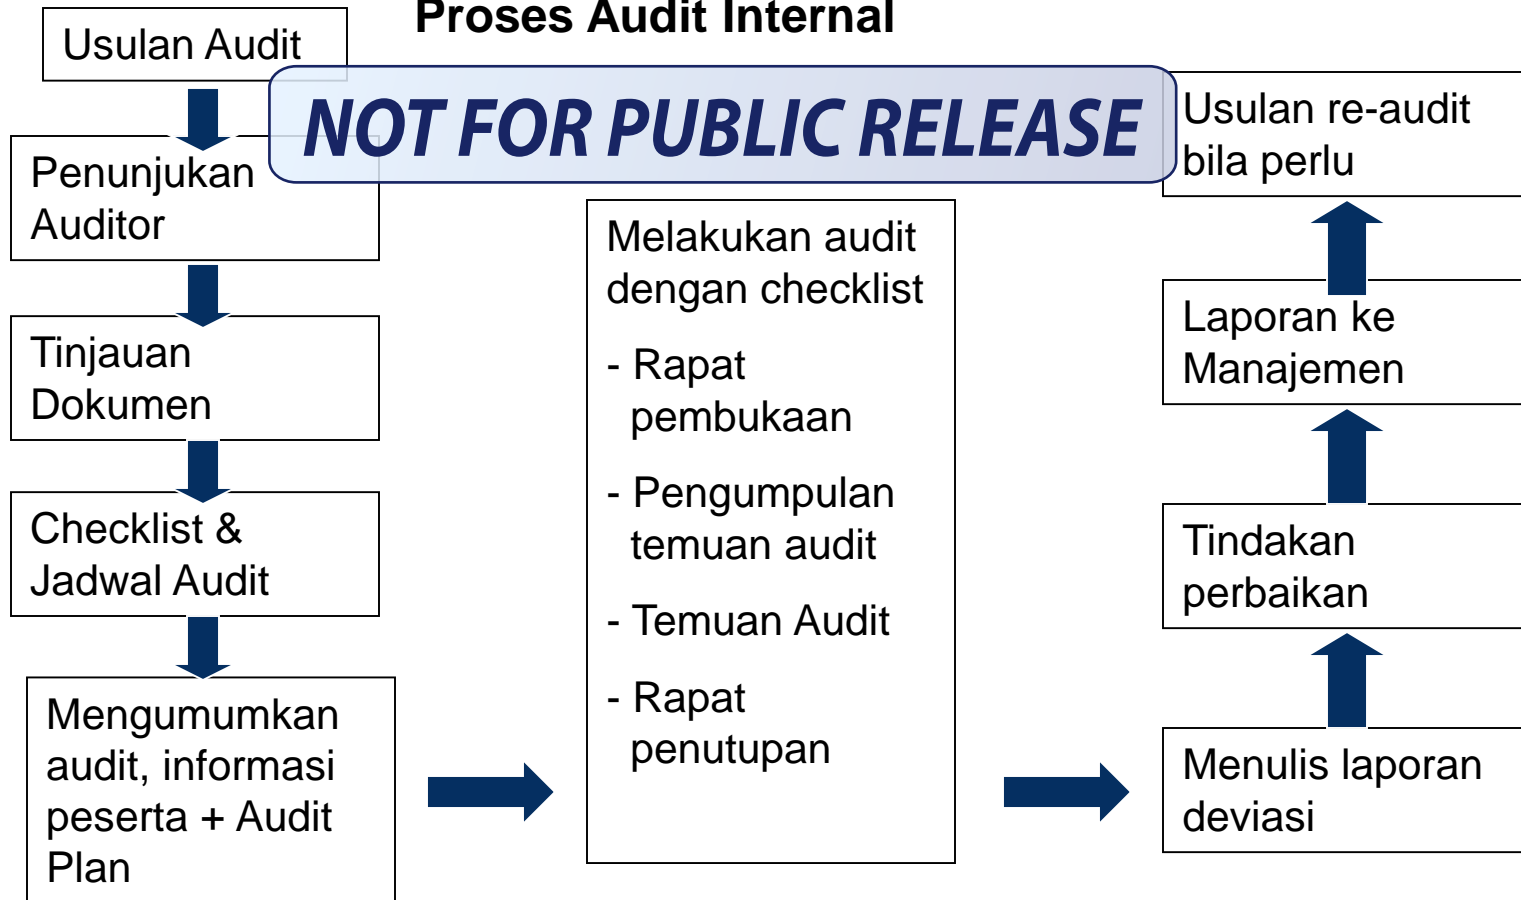 Proses Audit Internal
NOT FOR PUBLIC RELEASE
Usulan Audit
Penunjukan
Auditor
Tinjauan
Dokumen
Checklist &
Jadwal Audit
Mengumumkan
audit, informasi
peserta + Audit
Plan
Melakukan audit
dengan checklist
- Rapat
pembukaan
- Pengumpulan
temuan audit
- Temuan Audit
- Rapat
penutupan
Menulis laporan
deviasi
Tindakan
perbaikan
Laporan ke
Manajemen
Usulan re-audit
bila perlu